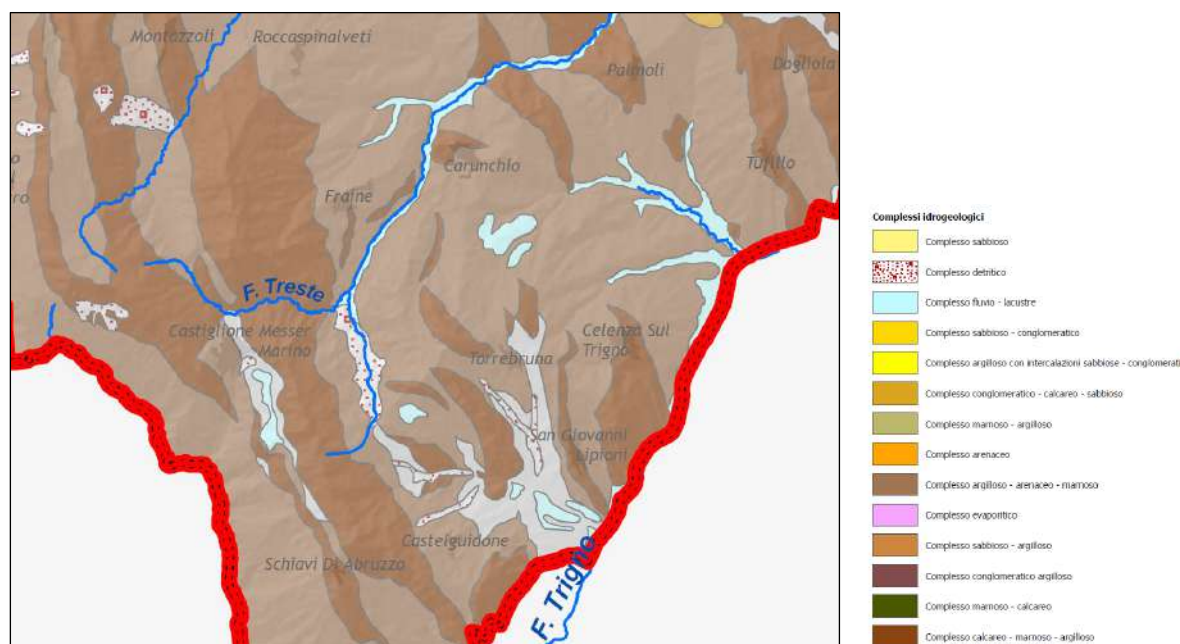 Montazzoli
Roccaspinalveti
Palmoli
Dogliola
Carunchio
Tufillo
Fraine
ro
F. Treste
Castiglione Messer
Marino
Celenza Sul
Trigno
Torrebruna
San Giovanni
Lipioni
Castelguidone
Schiavi Di Abruzzo
F. Trigno
Complessi idrogeologici
Complesso sabbioso
Complesso detritico
Complesso fluvio - lacustre
Complesso sabbioso - conglomeratico
Complesso argilloso con intercalazioni sabbiose - conglomerati
Complesso conglomeratico - calcareo - sabbioso
Complesso marnoso - argilloso
Complesso arenaceo
Complesso argilloso - arenaceo - marnoso
Complesso evaporitico
Complesso sabbioso - argilloso
Complesso conglomeratico argilloso
Complesso marnoso - calcareo
Complesso calcareo - marnoso - argilloso